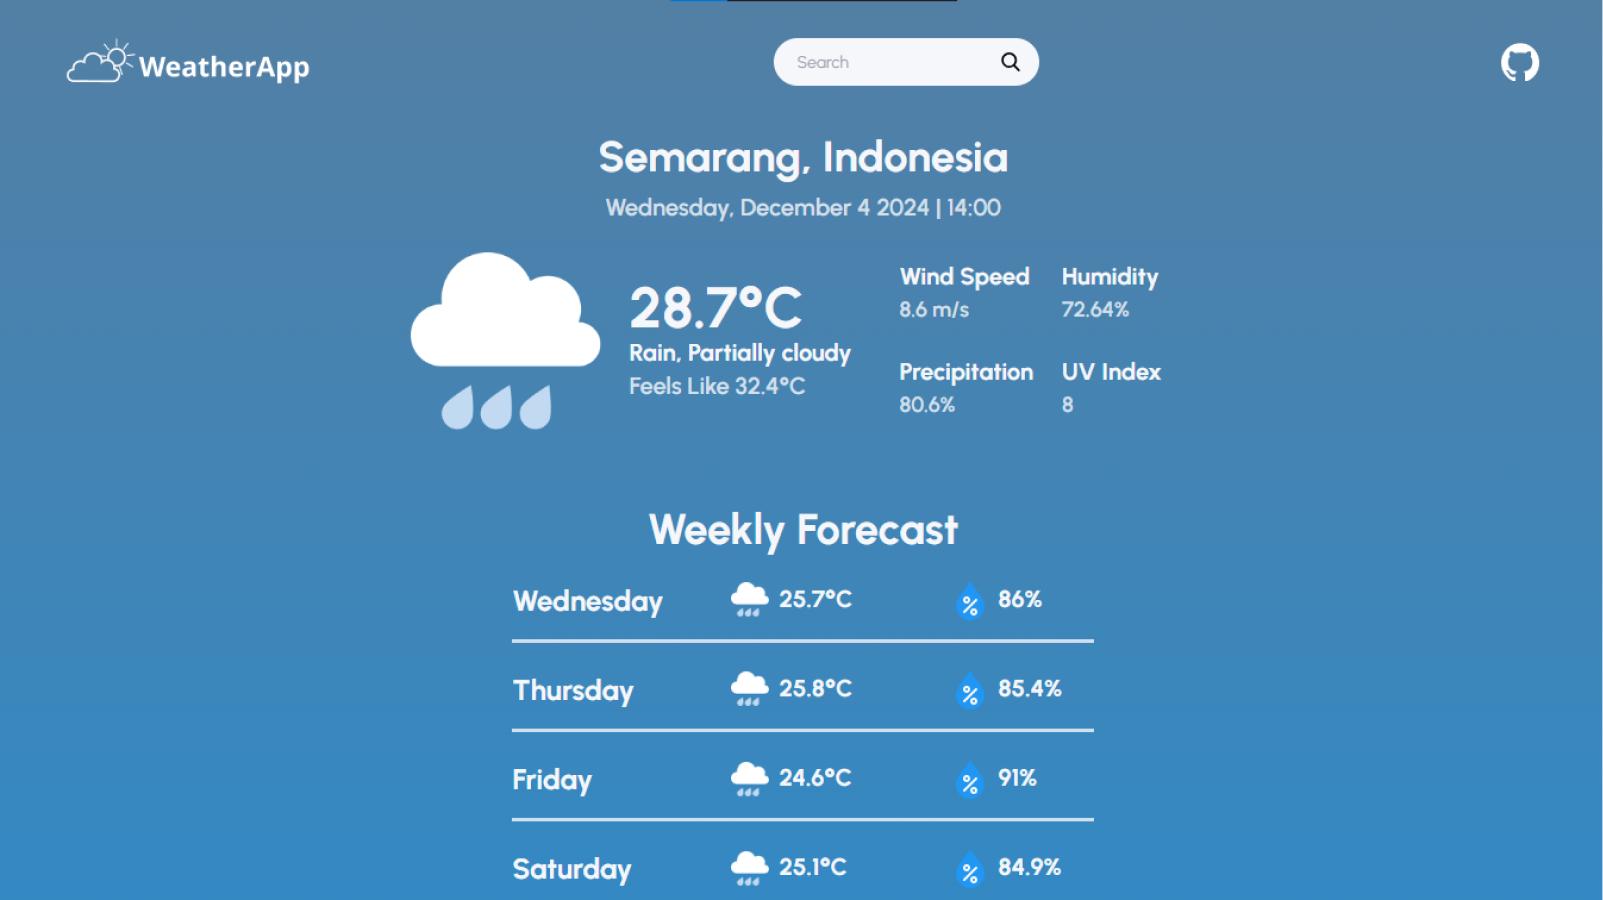 WeatherApp
Search
Semarang, Indonesia
Wednesday, December 4 2024 | 14:00
28.7°C
Rain, Partially cloudy
Feels Like 32.4°C
Wind Speed
8.6 m/s
Humidity
72.64%
Precipitation
80.6%
UV Index
8
Weekly Forecast
Wednesday 25.7°C % 86%
Thursday 25.8°C % 85.4%
Friday 24.6°C % 91%
Saturday 25.1°C % 84.9%